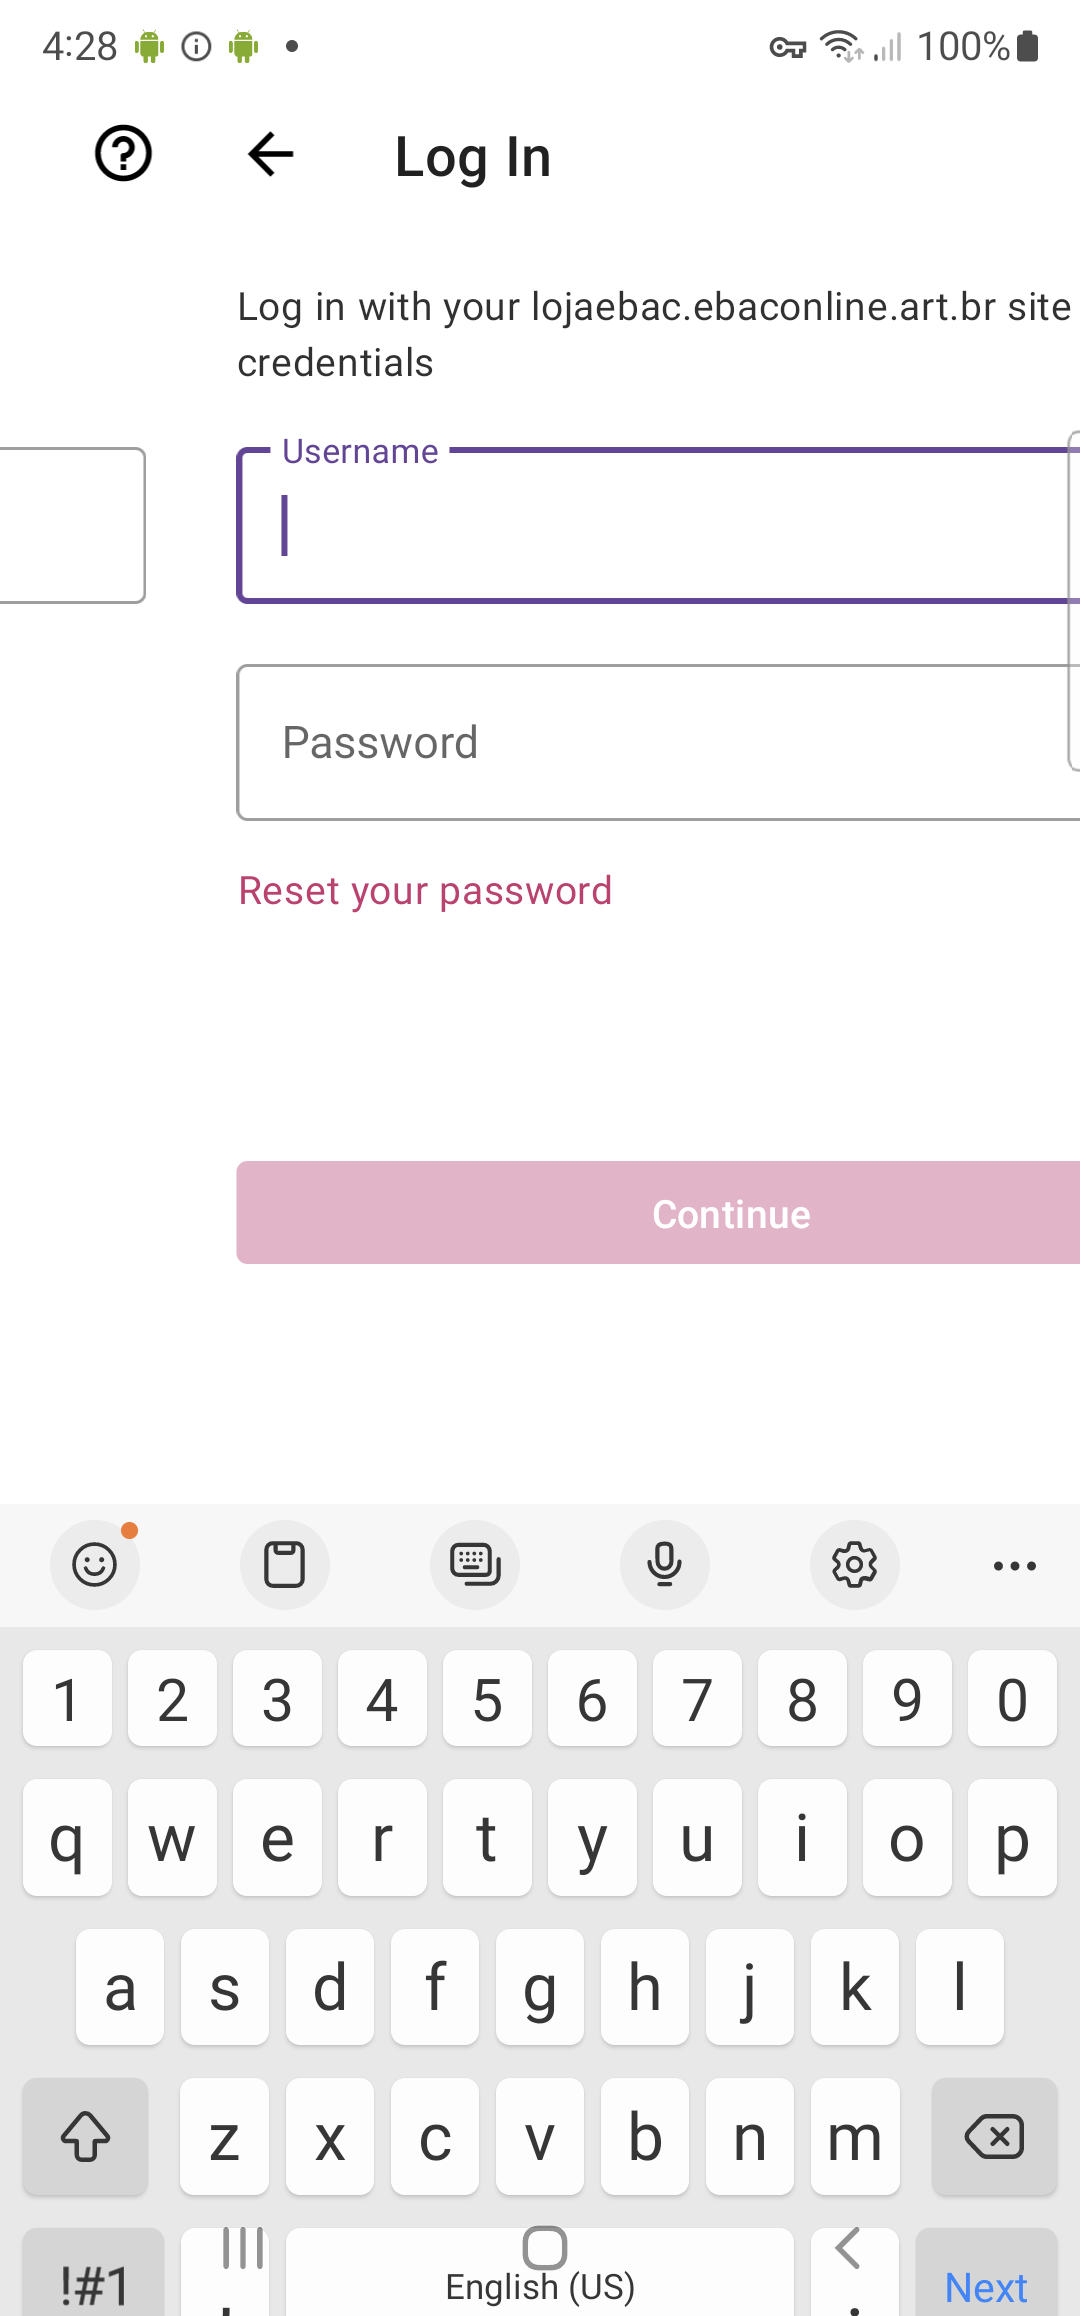 4:28
100%
Log In
Log in with your lojaebac.ebaconline.art.br site
credentials
Username
Password
Reset your password
Continue
1 2 3 4 5 6 7 8 9 0
q w e r t y u i o p
a s d f g h j k l
z x c v b n m
!#1 English (US) Next